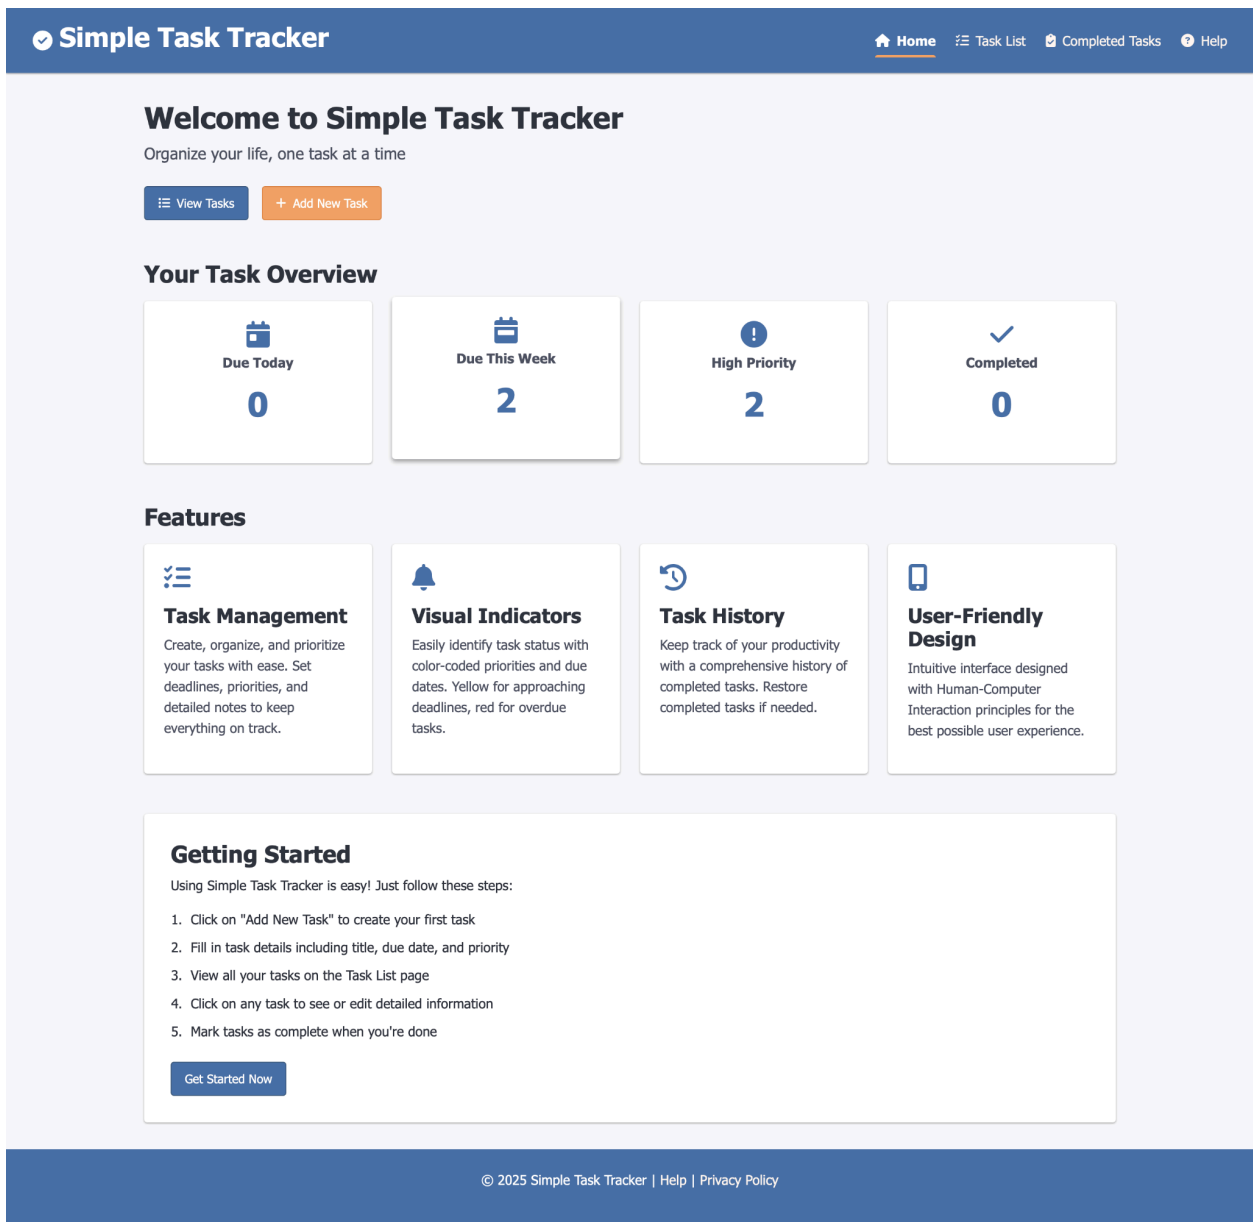 Simple Task Tracker
Home
Task List
Completed Tasks
Help
Welcome to Simple Task Tracker
Organize your life, one task at a time
View Tasks
Add New Task
Your Task Overview
Due Today
0
Due This Week
2
High Priority
2
Completed
0
Features
Task Management
Create, organize, and prioritize
your tasks with ease. Set
deadlines, priorities, and
detailed notes to keep
everything on track.
Visual Indicators
Easily identify task status with
color-coded priorities and due
dates. Yellow for approaching
deadlines, red for overdue
tasks.
Task History
Keep track of your productivity
with a comprehensive history of
completed tasks. Restore
completed tasks if needed.
User-Friendly
Design
Intuitive interface designed
with Human-Computer
Interaction principles for the
best possible user experience.
Getting Started
Using Simple Task Tracker is easy! Just follow these steps:
1. Click on "Add New Task" to create your first task
2. Fill in task details including title, due date, and priority
3. View all your tasks on the Task List page
4. Click on any task to see or edit detailed information
5. Mark tasks as complete when you're done
Get Started Now
© 2025 Simple Task Tracker | Help | Privacy Policy